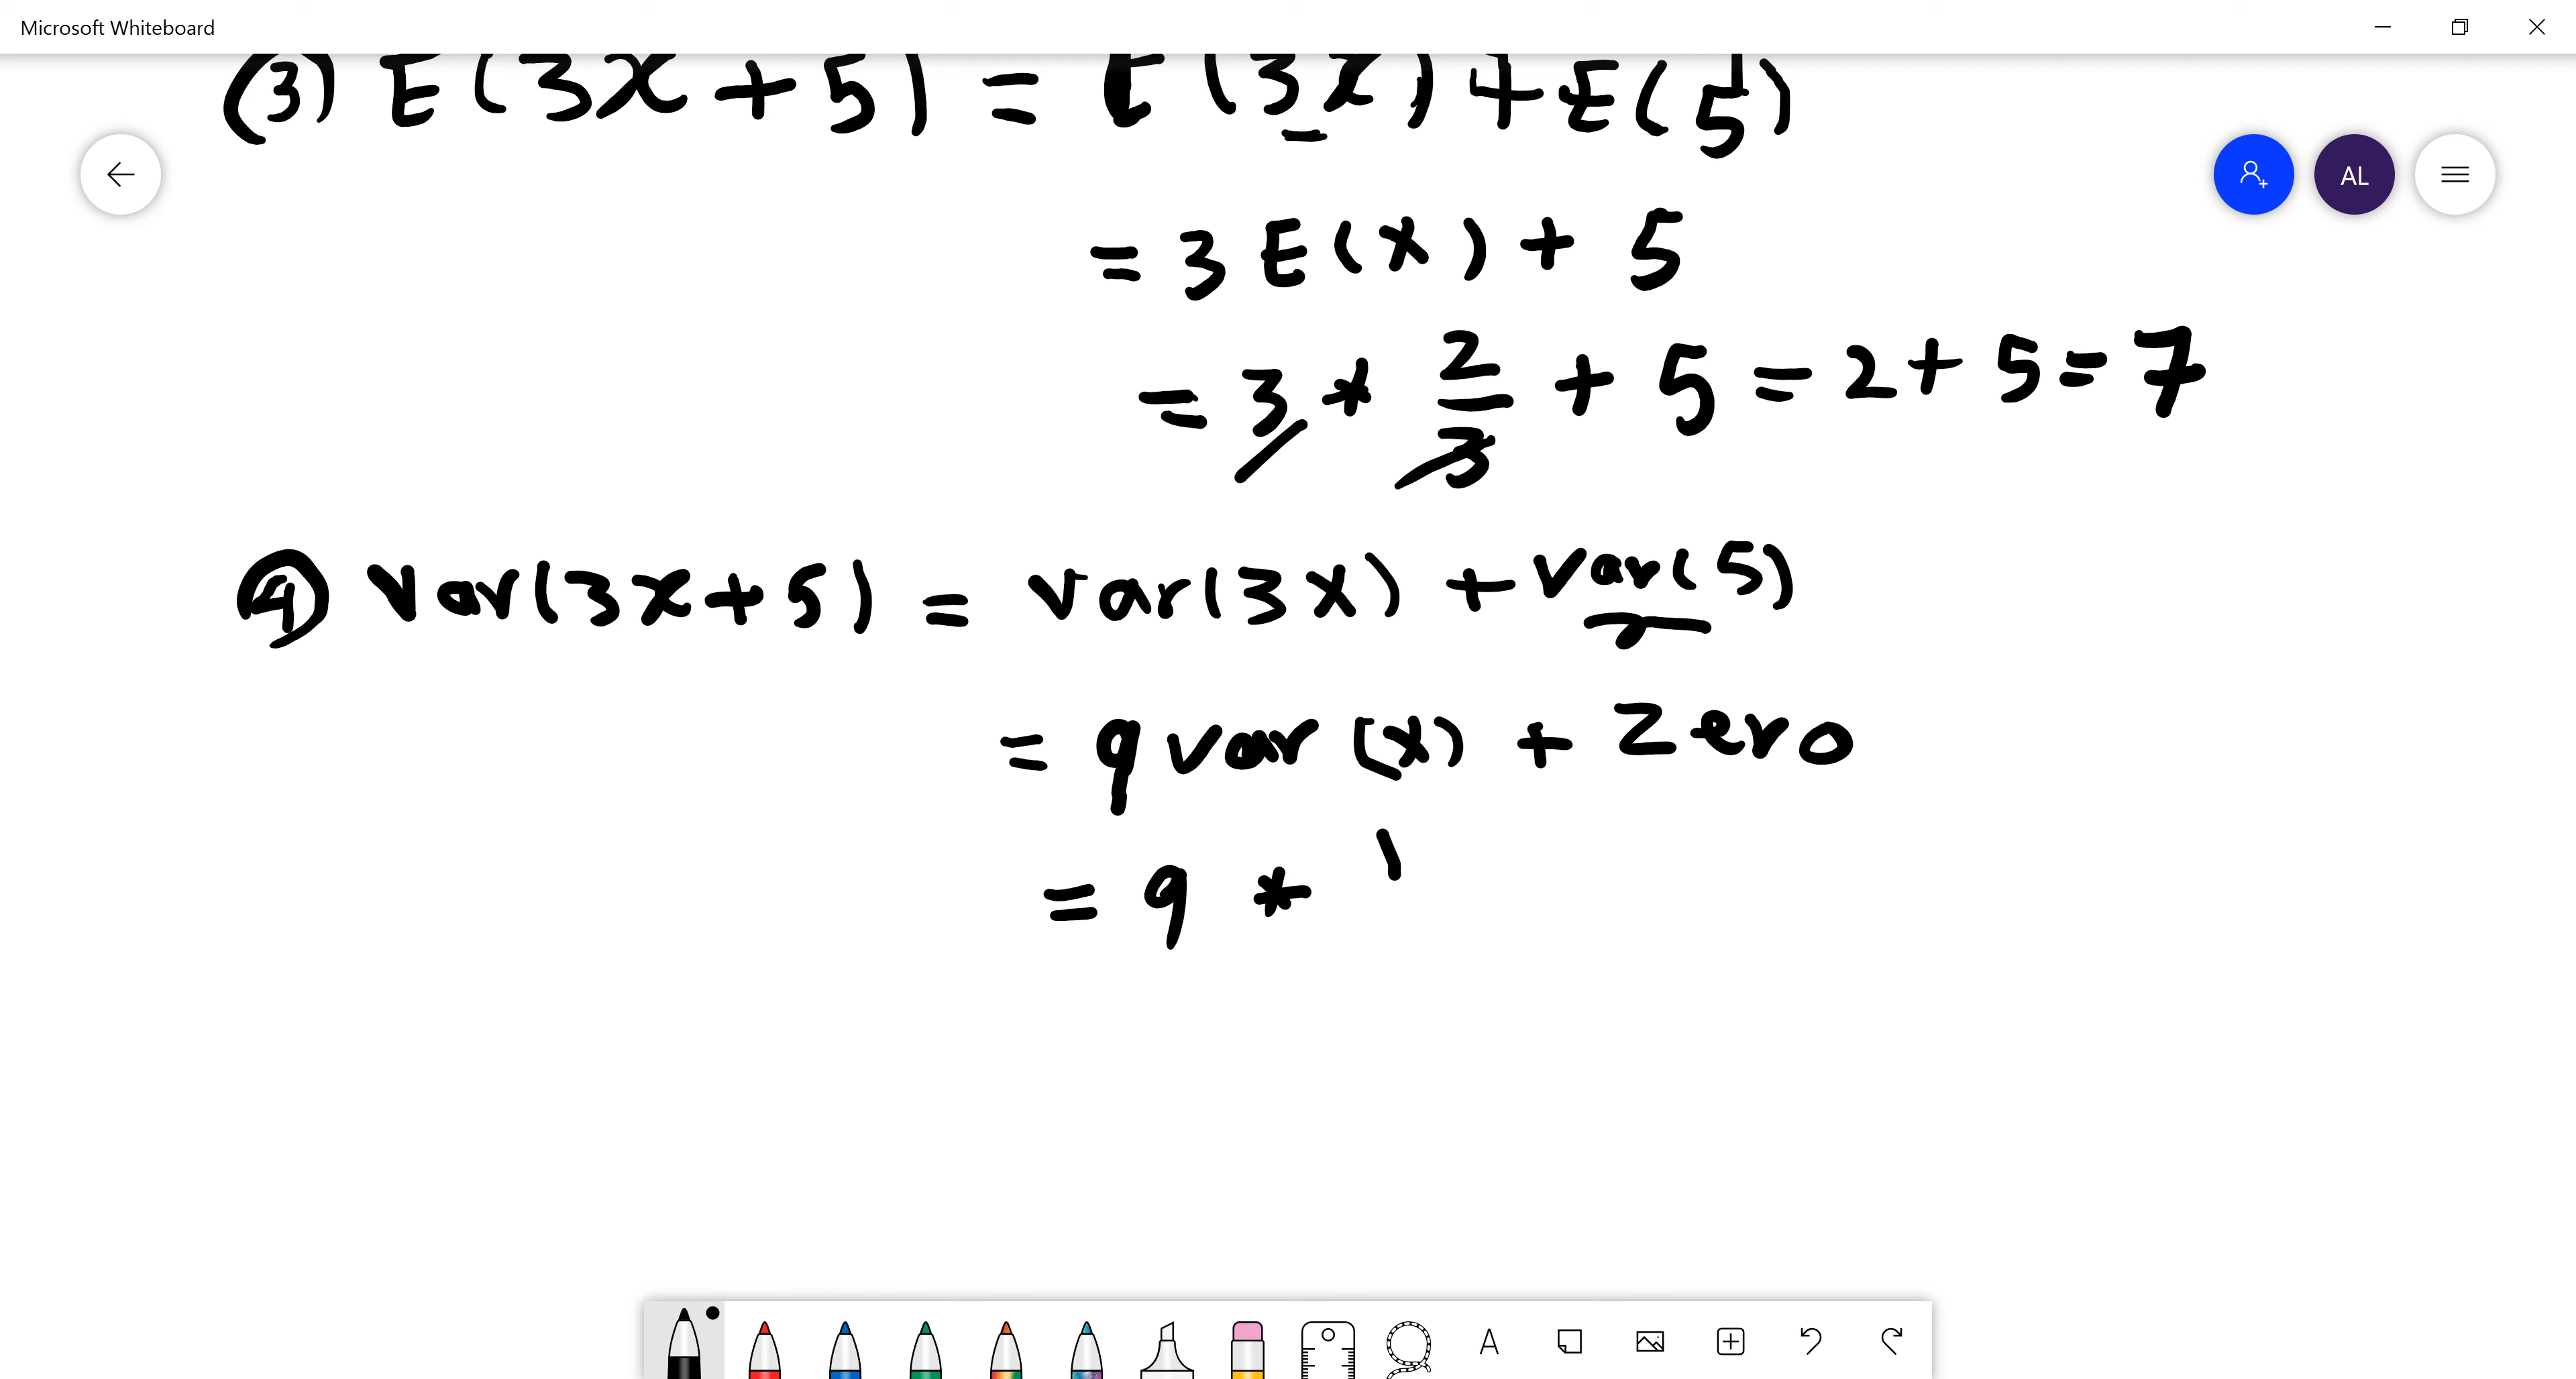 Microsoft Whiteboard
(3) E(3x+5) = E(3x) + E(5)
AL
= 3 E(x) + 5
= 3 * 2/3 + 5 = 2 + 5 = 7
(4) Var(3x+5) = Var(3x) + Var(5)
= 9 Var(x) + Zero
= 9 * 1
A